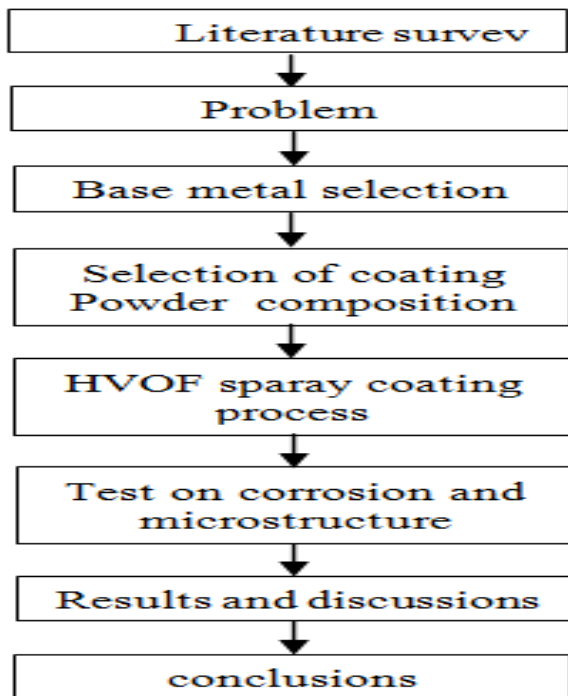 Literature survev
Problem
Base metal selection
Selection of coating
Powder composition
HVOF sparay coating
process
Test on corrosion and
microstructure
Results and discussions
conclusions